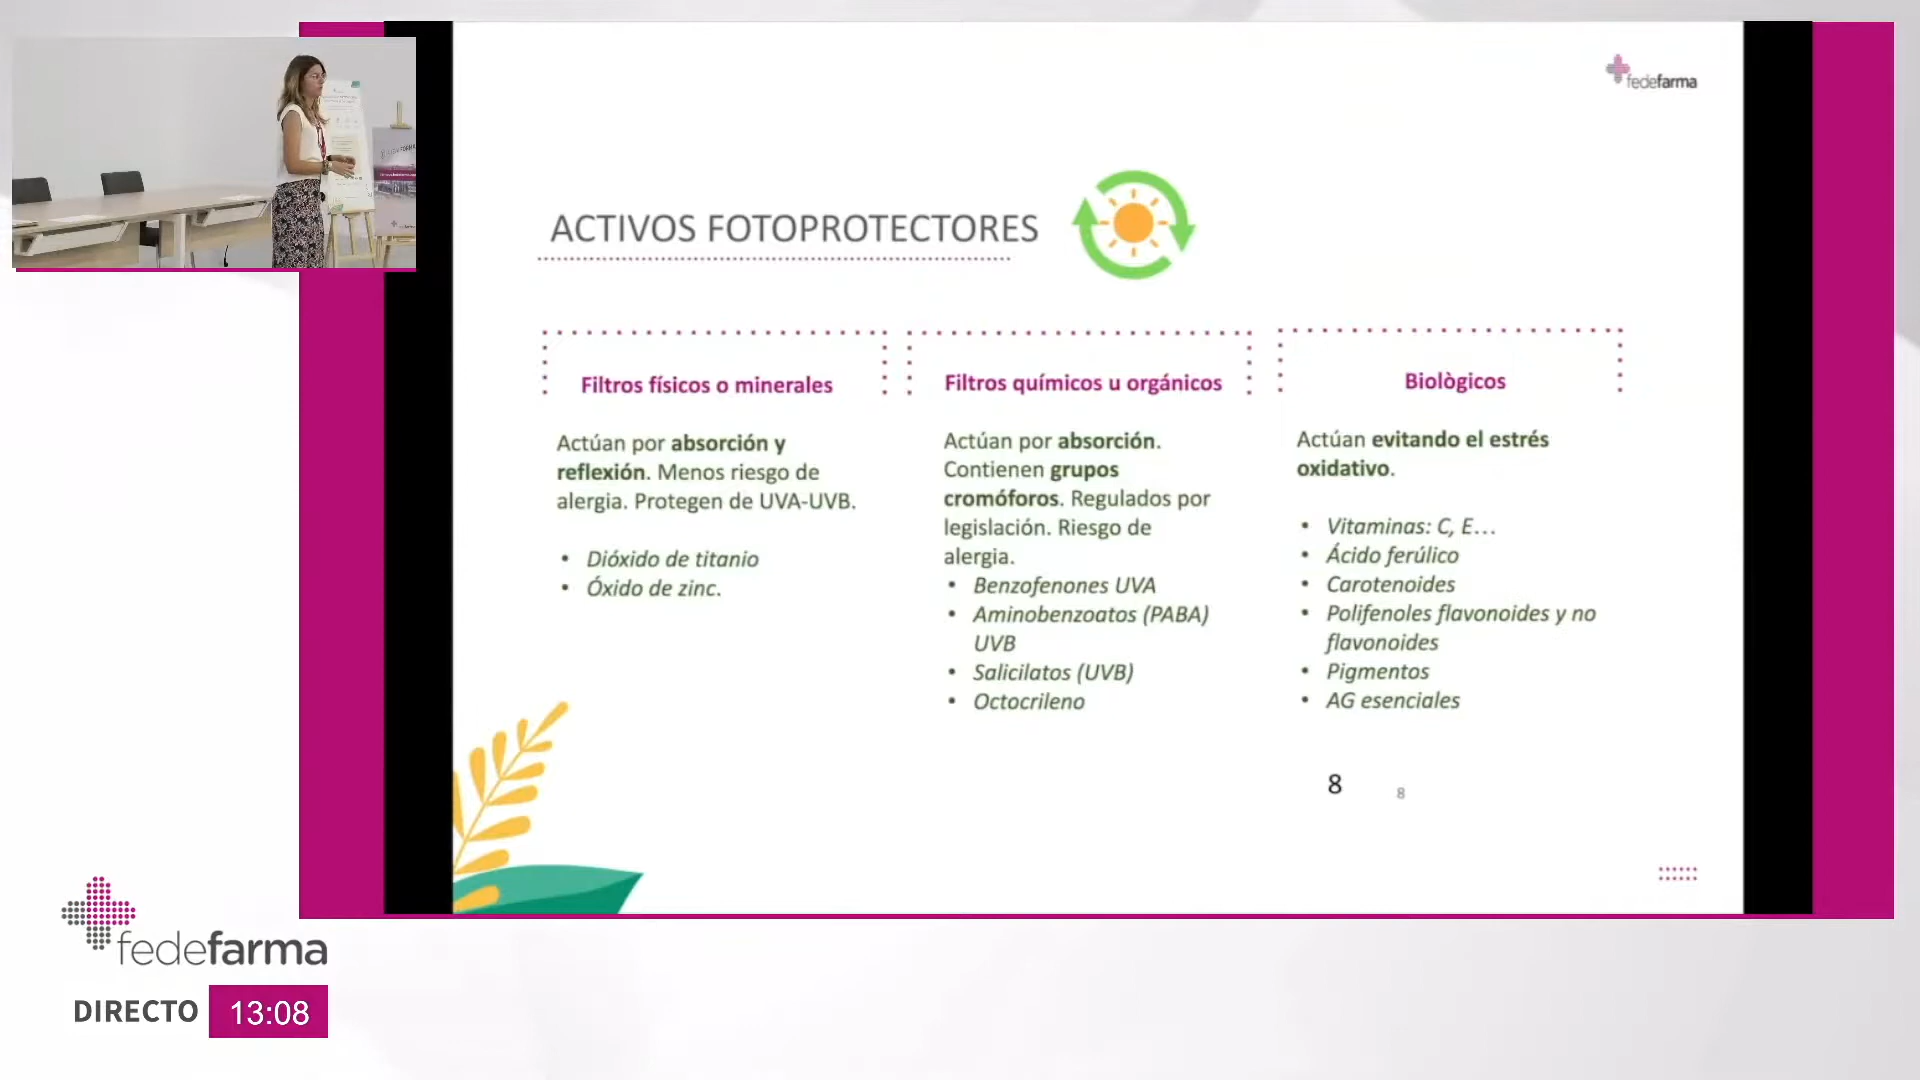 fedefarma
ACTIVOS FOTOPROTECTORES
Filtros físicos o minerales
Actúan por absorción y
reflexión. Menos riesgo de
alergia. Protegen de UVA-UVB.
• Dióxido de titanio
• Óxido de zinc.
Filtros químicos u orgánicos
Actúan por absorción.
Contienen grupos
cromóforos. Regulados por
legislación. Riesgo de
alergia.
• Benzofenones UVA
• Aminobenzoatos (PABA)
UVB
• Salicilatos (UVB)
• Octocrileno
Biològicos
Actúan evitando el estrés
oxidativo.
• Vitaminas: C, E...
• Ácido ferúlico
• Carotenoides
• Polifenoles flavonoides y no
flavonoides
• Pigmentos
• AG esenciales
8
8
fedefarma
DIRECTO 13:08